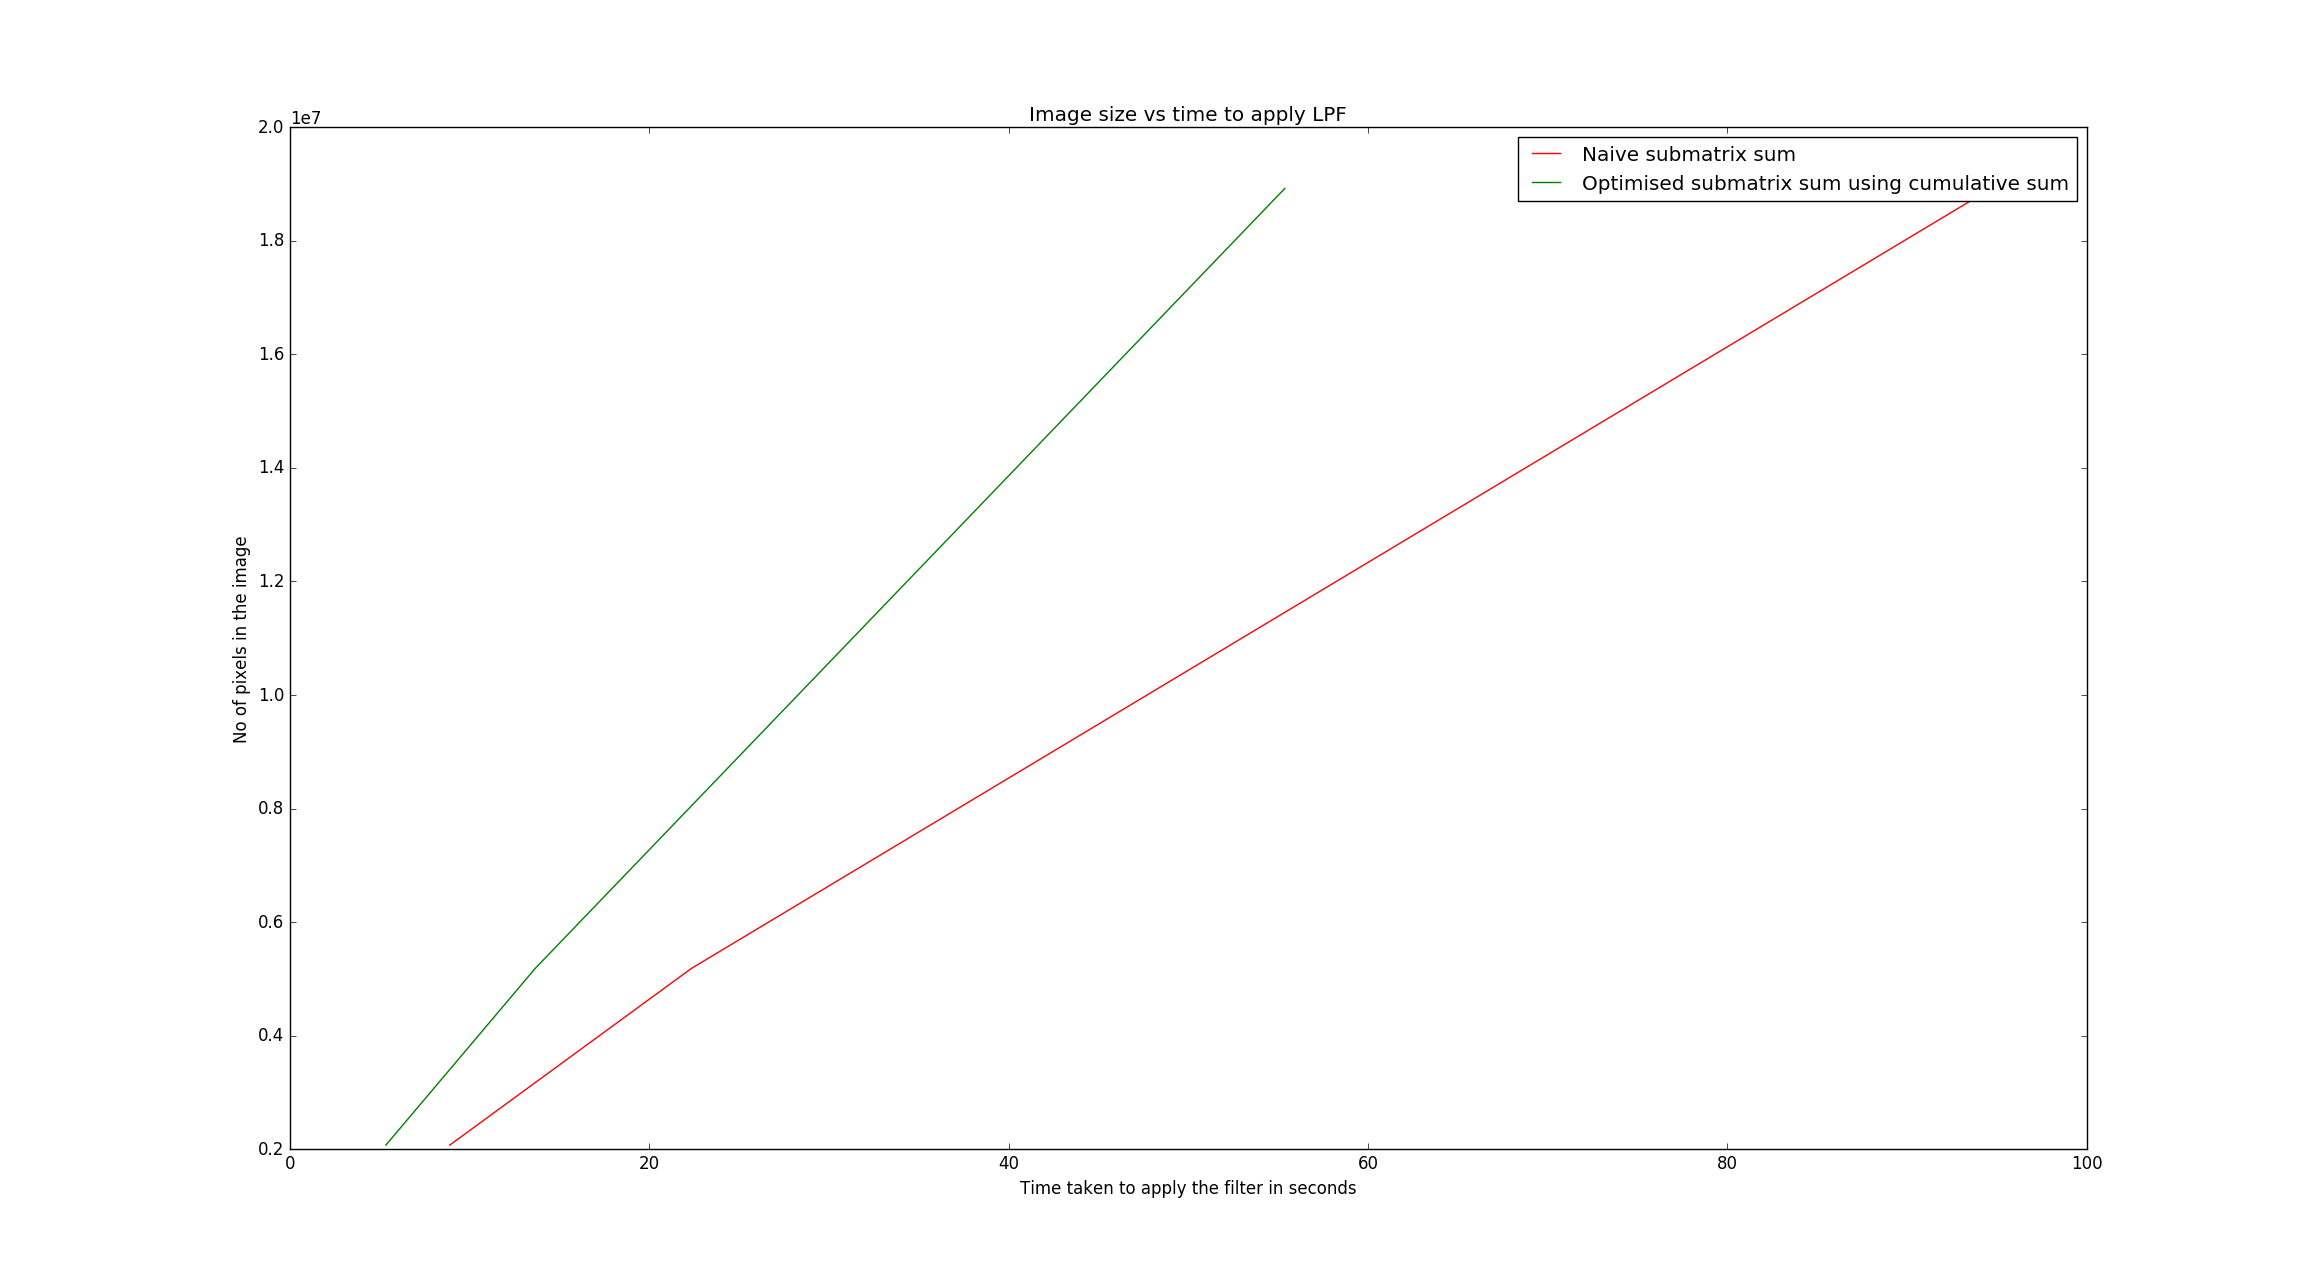 Image size vs time to apply LPF
1e7
2.0
1.8
1.6
1.4
1.2
1.0
0.8
0.6
0.4
0.2
No of pixels in the image
Naive submatrix sum
Optimised submatrix sum using cumulative sum
0 20 40 60 80 100
Time taken to apply the filter in seconds